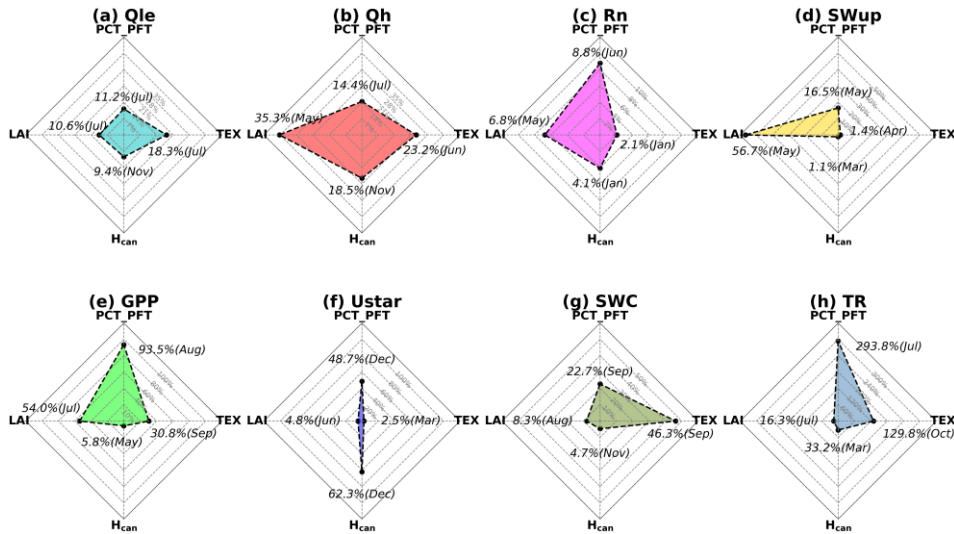 (a) Qle
PCT_PFT
11.2%(Jul)
LAI
10.6%(Jul)
TEX
18.3%(Jul)
9.4%(Nov)
Hcan
(b) Qh
PCT_PFT
14.4%(Jul)
35.3%(May)
LAI
TEX
23.2%(Jun)
18.5%(Nov)
Hcan
(c) Rn
PCT_PFT
8.8%(Jun)
6.8%(May)
LAI
TEX
2.1%(Jan)
4.1%(Jan)
Hcan
(d) SWup
PCT_PFT
16.5%(May)
LAI
1.4%(Apr)
TEX
56.7%(May)
1.1%(Mar)
Hcan
(e) GPP
PCT_PFT
93.5%(Aug)
100%
80%
54.0%(Jul)
LAI
TEX
30.8%(Sep)
5.8%(May)
Hcan
(f) Ustar
PCT_PFT
48.7%(Dec)
100%
80%
LAI
4.8%(Jun)
2.5%(Mar)
TEX
62.3%(Dec)
Hcan
(g) SWC
PCT_PFT
22.7%(Sep)
LAI
8.3%(Aug)
TEX
46.3%(Sep)
4.7%(Nov)
Hcan
(h) TR
PCT_PFT
293.8%(Jul)
300%
240%
LAI
16.3%(Jul)
TEX
129.8%(Oct)
33.2%(Mar)
Hcan